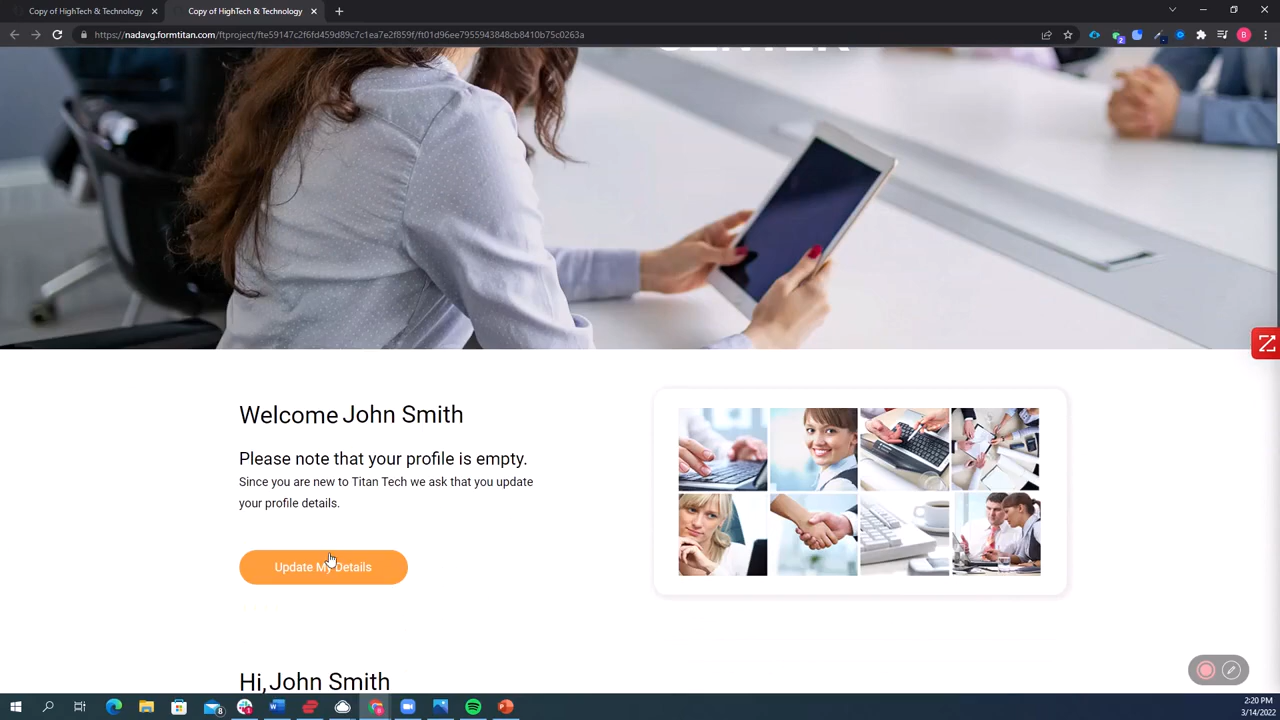 Copy of HighTech & Technology
Copy of HighTech & Technology
https://nadavg.formtitan.com/ftproject/fte59147c2f6fd459d89c7c1ea7e2f859f/ft01d96ee7955943848cb8410b75c0263a
B
CENTER
Welcome John Smith
Please note that your profile is empty.
Since you are new to Titan Tech we ask that you update
your profile details.
Update My Details
Hi, John Smith
2:20 PM
3/14/2022